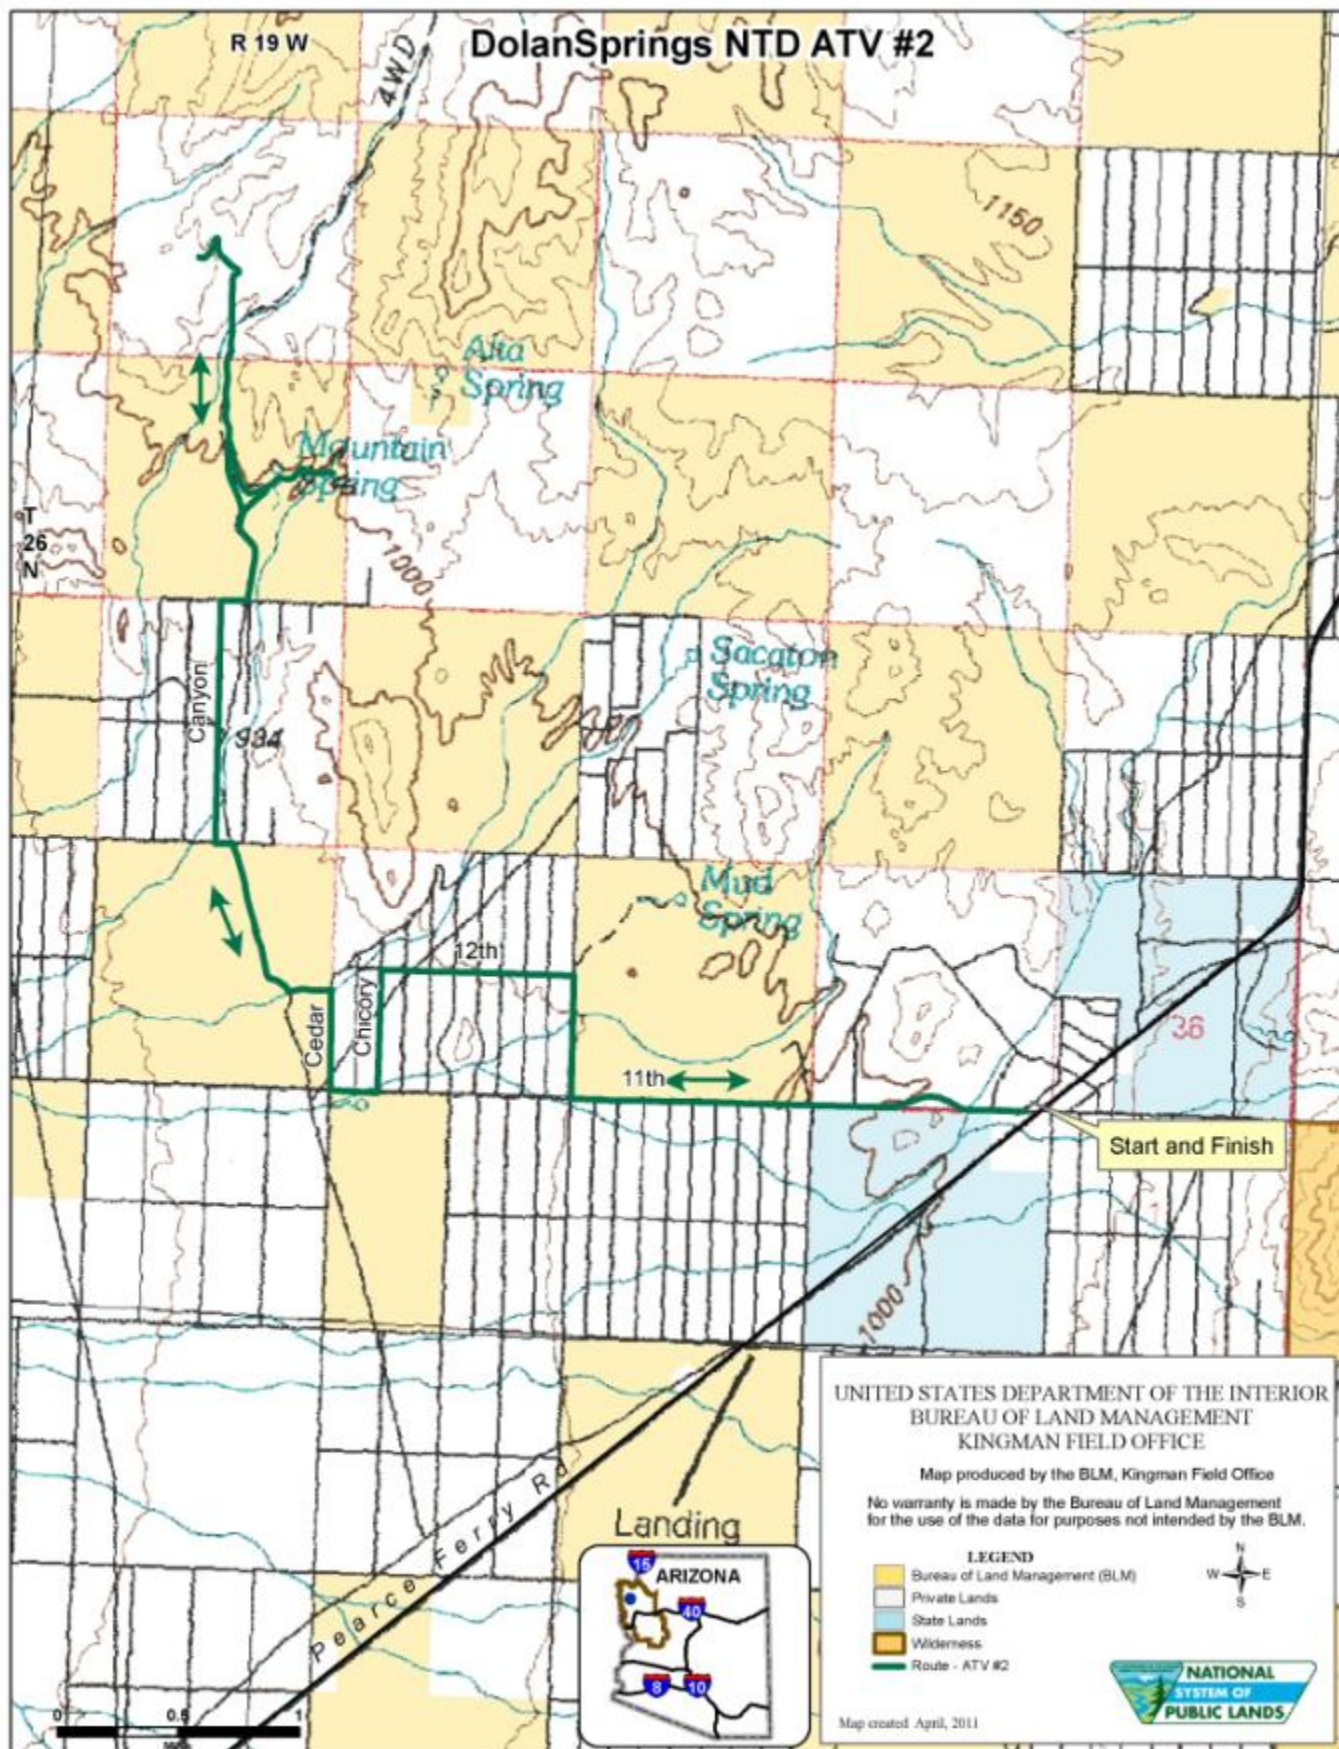 DolanSprings NTD ATV #2
R 19 W
4WD
1150
Alta
Spring
Mountain
Spring
T
26
N
1000
Sacaton
Spring
Canyon
934
Mud
Spring
12th
Cedar
Chicory
36
11th
Start and Finish
1000
Landing
Pearce Ferry Rd
UNITED STATES DEPARTMENT OF THE INTERIOR
BUREAU OF LAND MANAGEMENT
KINGMAN FIELD OFFICE
Map produced by the BLM, Kingman Field Office
No warranty is made by the Bureau of Land Management
for the use of the data for purposes not intended by the BLM.
LEGEND
Bureau of Land Management (BLM)
Private Lands
State Lands
Wilderness
Route - ATV #2
N
W E
S
NATIONAL
SYSTEM OF
PUBLIC LANDS
Map created April, 2011
15
ARIZONA
40
8 10
0 0.5 1